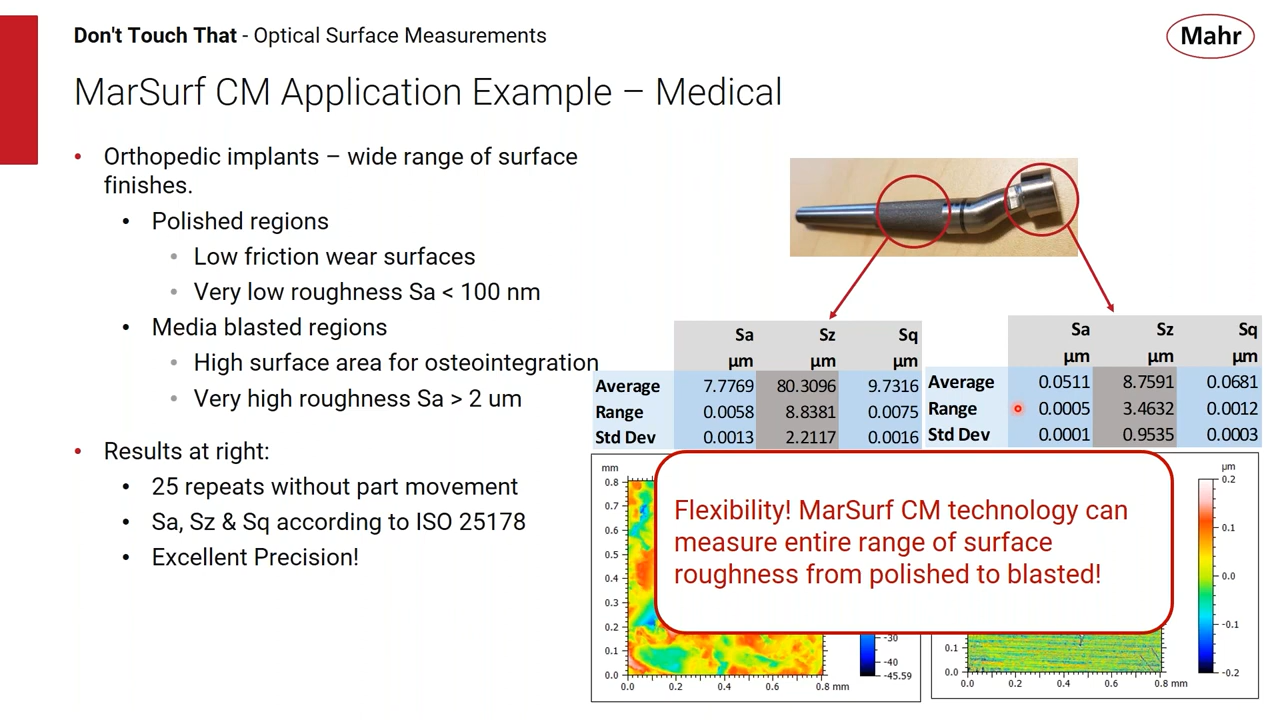 Don't Touch That - Optical Surface Measurements
Mahr
MarSurf CM Application Example – Medical
• Orthopedic implants – wide range of surface
finishes.
• Polished regions
• Low friction wear surfaces
• Very low roughness Sa < 100 nm
• Media blasted regions
• High surface area for osteointegration
• Very high roughness Sa > 2 um
• Results at right:
• 25 repeats without part movement
• Sa, Sz & Sq according to ISO 25178
• Excellent Precision!
Sa Sz Sq
µm µm µm
Average 7.7769 80.3096 9.7316
Range 0.0058 8.8381 0.0075
Std Dev 0.0013 2.2117 0.0016
Sa Sz Sq
µm µm µm
Average 0.0511 8.7591 0.0681
Range 0.0005 3.4632 0.0012
Std Dev 0.0001 0.9535 0.0003
Flexibility! MarSurf CM technology can
measure entire range of surface
roughness from polished to blasted!
mm
0.8
0.7
0.6
0.5
0.4
0.3
0.2
0.1
0.0
0.0 0.2 0.4 0.6 0.8 mm
-30
-40
-45.59
0.1
0.0
0.0 0.2 0.4 0.6 0.8 mm
µm
0.2
0.1
0.0
-0.1
-0.2